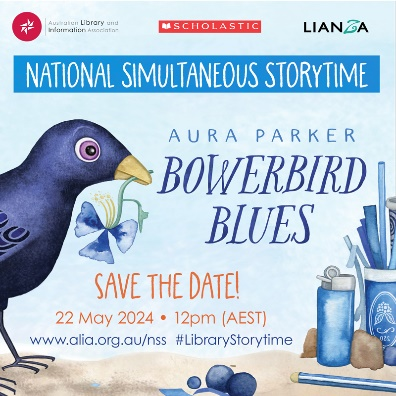 Australian Library and
Information Association
SCHOLASTIC
LIANZA
NATIONAL SIMULTANEOUS STORYTIME
AURA PARKER
BOWERBIRD
BLUES
SAVE THE DATE!
22 May 2024 • 12pm (AEST)
www.alia.org.au/nss #LibraryStorytime